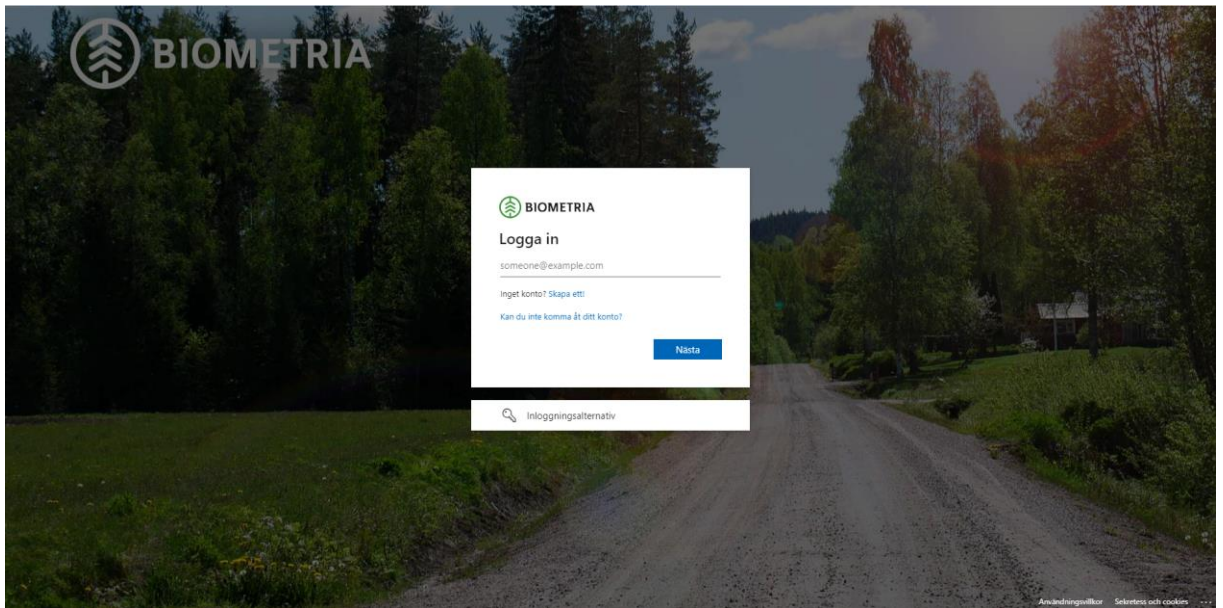 BIOMETRIA
BIOMETRIA
Logga in
someone@example.com
Inget konto? Skapa ett!
Kan du inte komma åt ditt konto?
Nästa
Inloggningsalternativ
Användningsvillkor Sekretess och cookies ...